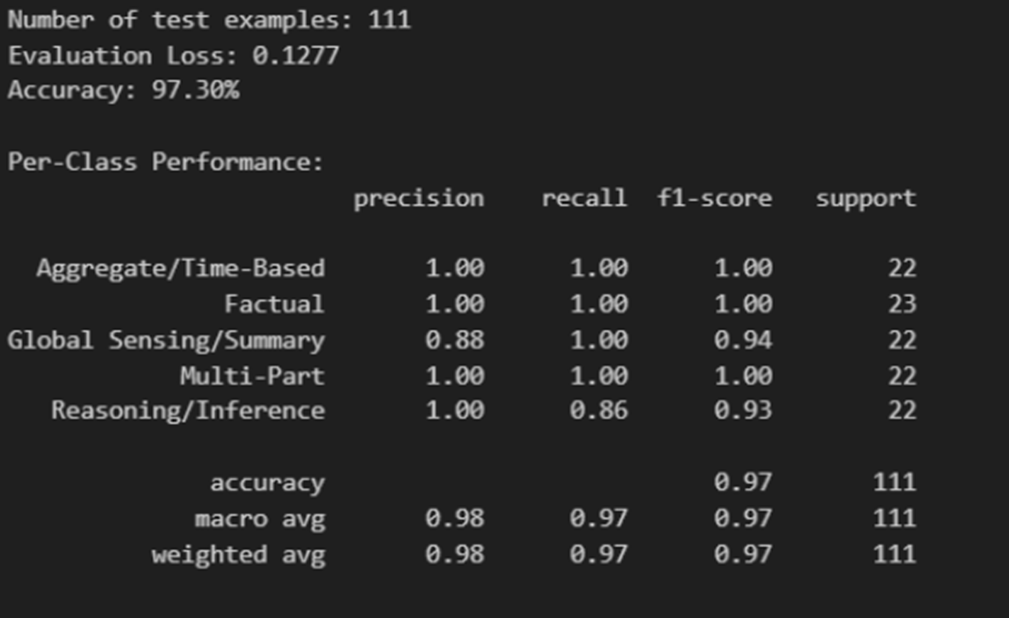 Number of test examples: 111
Evaluation Loss: 0.1277
Accuracy: 97.30%
Per-Class Performance:
precision recall f1-score support
Aggregate/Time-Based 1.00 1.00 1.00 22
Factual 1.00 1.00 1.00 23
Global Sensing/Summary 0.88 1.00 0.94 22
Multi-Part 1.00 1.00 1.00 22
Reasoning/Inference 1.00 0.86 0.93 22
accuracy 0.97 111
macro avg 0.98 0.97 0.97 111
weighted avg 0.98 0.97 0.97 111